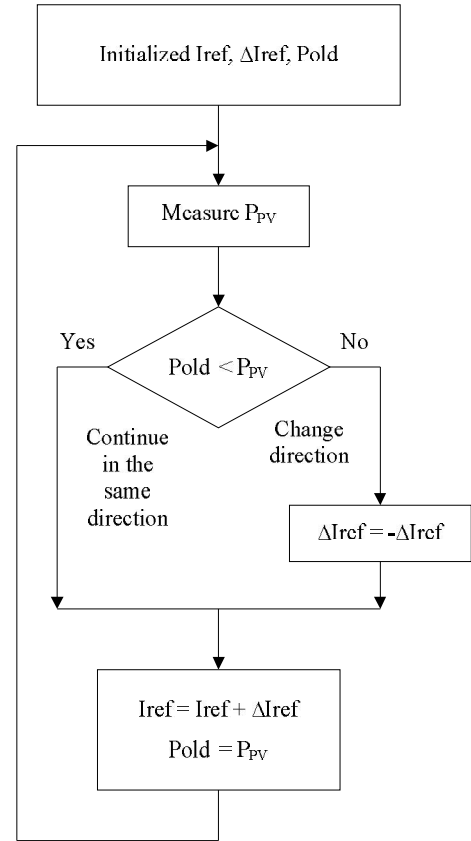 Initialized Iref, ΔIref, Pold
Measure PPV
Yes
No
Pold < PPV
Continue
in the
same
direction
Change
direction
ΔIref = -ΔIref
Iref = Iref + ΔIref
Pold = PPV